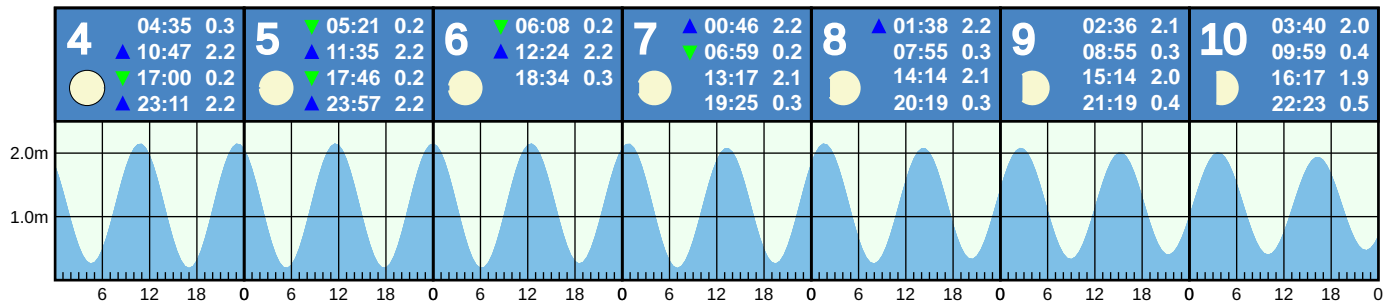 4
04:35 0.3
▲ 10:47 2.2
▼ 17:00 0.2
▲ 23:11 2.2
5
▼ 05:21 0.2
▲ 11:35 2.2
▼ 17:46 0.2
▲ 23:57 2.2
6
▼ 06:08 0.2
▲ 12:24 2.2
18:34 0.3
7
▲ 00:46 2.2
▼ 06:59 0.2
13:17 2.1
19:25 0.3
8
▲ 01:38 2.2
07:55 0.3
14:14 2.1
20:19 0.3
9
02:36 2.1
08:55 0.3
15:14 2.0
21:19 0.4
10
03:40 2.0
09:59 0.4
16:17 1.9
22:23 0.5
2.0m
1.0m
6 12 18 0 6 12 18 0 6 12 18 0 6 12 18 0 6 12 18 0 6 12 18 0 6 12 18 0